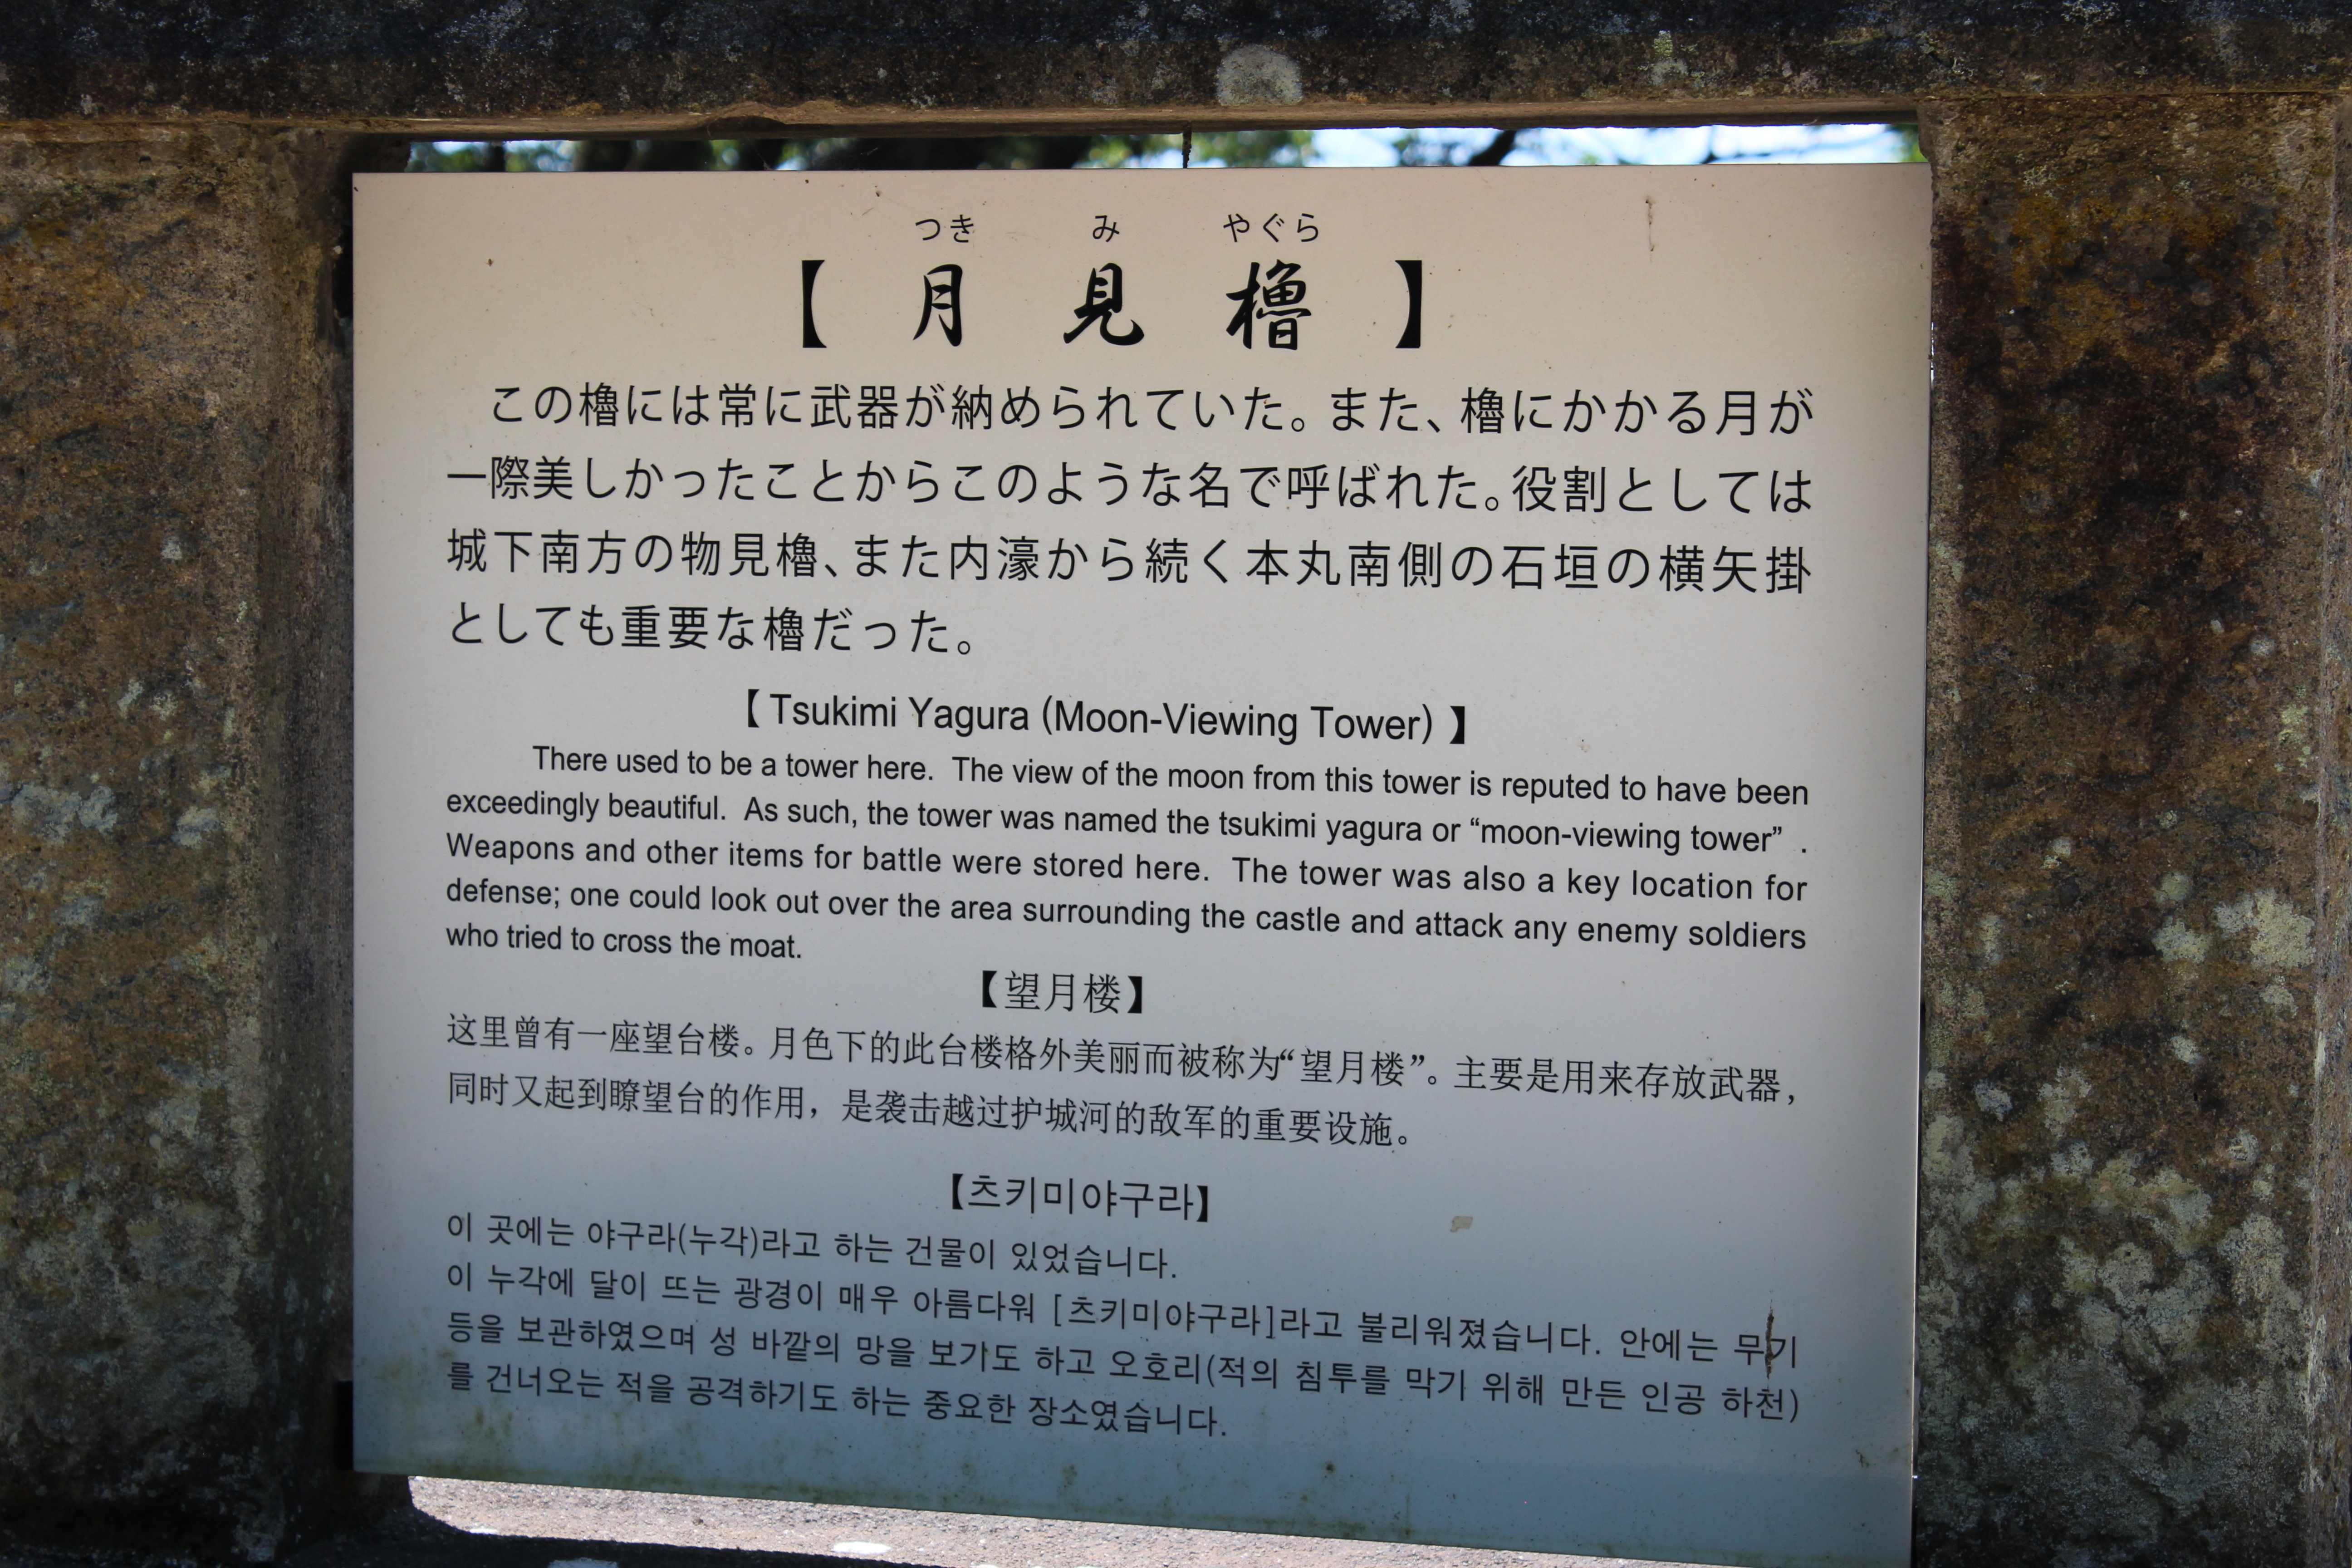 つき み やぐら
【 月 見 櫓 】
この櫓には常に武器が納められていた。また、櫓にかかる月が
一際美しかったことからこのような名で呼ばれた。役割としては
城下南方の物見櫓、また内濠から続く本丸南側の石垣の横矢掛
としても重要な櫓だった。
【 Tsukimi Yagura (Moon-Viewing Tower) 】
There used to be a tower here. The view of the moon from this tower is reputed to have been
exceedingly beautiful. As such, the tower was named the tsukimi yagura or “moon-viewing tower” .
Weapons and other items for battle were stored here. The tower was also a key location for
defense; one could look out over the area surrounding the castle and attack any enemy soldiers
who tried to cross the moat.
【望月楼】
这里曾有一座望台楼。月色下的此台楼格外美丽而被称为“望月楼”。主要是用来存放武器，
同时又起到瞭望台的作用，是袭击越过护城河的敌军的重要设施。
【츠키미야구라】
이 곳에는 야구라(누각)라고 하는 건물이 있었습니다.
이 누각에 달이 뜨는 광경이 매우 아름다워 [츠키미야구라]라고 불리워졌습니다. 안에는 무기
등을 보관하였으며 성 바깥의 망을 보기도 하고 오호리(적의 침투를 막기 위해 만든 인공 하천)
를 건너오는 적을 공격하기도 하는 중요한 장소였습니다.